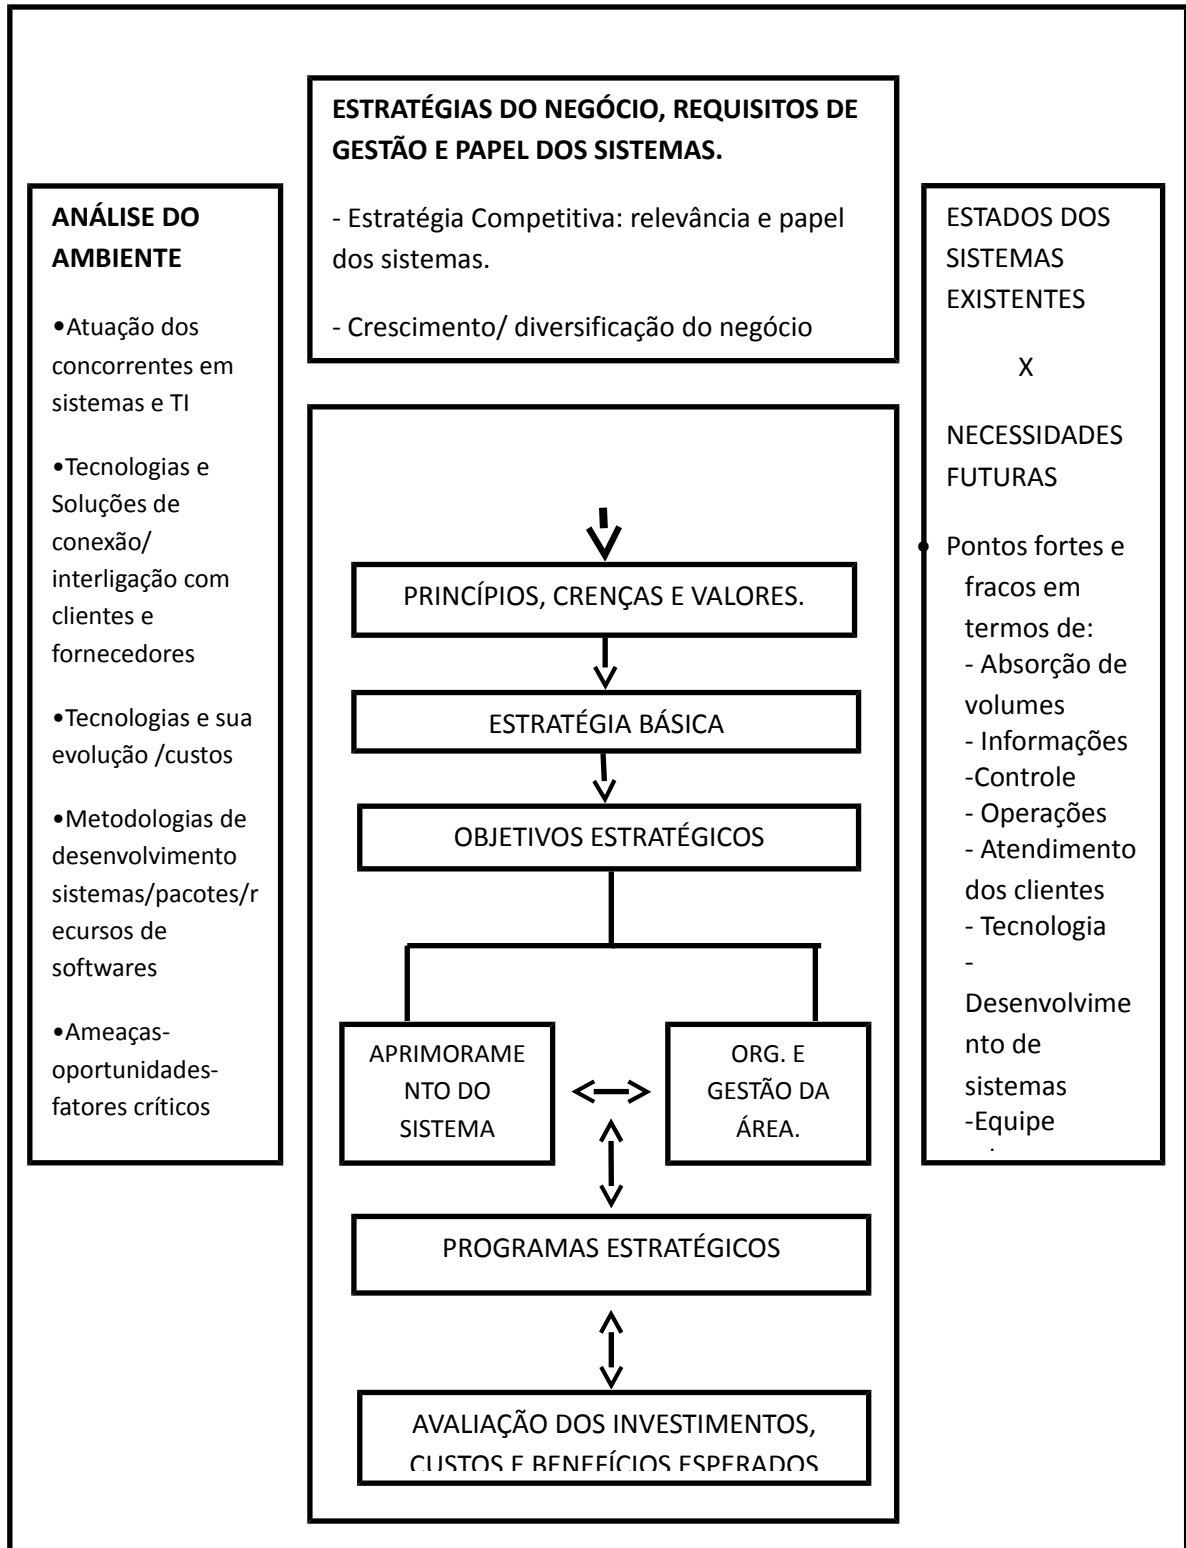 ESTRATÉGIAS DO NEGÓCIO, REQUISITOS DE
GESTÃO E PAPEL DOS SISTEMAS.
- Estratégia Competitiva: relevância e papel
dos sistemas.
- Crescimento/ diversificação do negócio
ANÁLISE DO
AMBIENTE
•Atuação dos
concorrentes em
sistemas e TI
•Tecnologias e
Soluções de
conexão/
interligação com
clientes e
fornecedores
•Tecnologias e sua
evolução /custos
•Metodologias de
desenvolvimento
sistemas/pacotes/r
ecursos de
softwares
•Ameaças-
oportunidades-
fatores críticos
PRINCÍPIOS, CRENÇAS E VALORES.
ESTRATÉGIA BÁSICA
OBJETIVOS ESTRATÉGICOS
APRIMORAME
NTO DO
SISTEMA
ORG. E
GESTÃO DA
ÁREA.
PROGRAMAS ESTRATÉGICOS
AVALIAÇÃO DOS INVESTIMENTOS,
CUSTOS E BENEFÍCIOS ESPERADOS
ESTADOS DOS
SISTEMAS
EXISTENTES
X
NECESSIDADES
FUTURAS
• Pontos fortes e
fracos em
termos de:
- Absorção de
volumes
- Informações
-Controle
- Operações
- Atendimento
dos clientes
- Tecnologia
-
Desenvolvime
nto de
sistemas
-Equipe